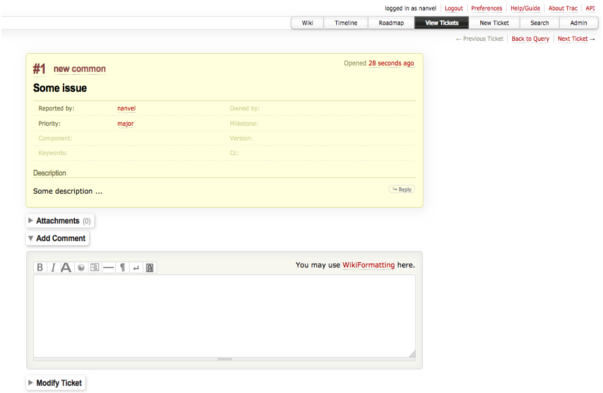 logged in as nanvel Logout Preferences Help/Guide About Trac API
Wiki Timeline Roadmap View Tickets New Ticket Search Admin
← Previous Ticket Back to Query Next Ticket →
#1 new common Opened 28 seconds ago
Some issue
Reported by: nanvel Owned by:
Priority: major Milestone:
Component: Version:
Keywords: Cc:
Description
Some description ... ↪ Reply
▶ Attachments (0)
▼ Add Comment
B I A ¶ ↵ You may use WikiFormatting here.
▶ Modify Ticket